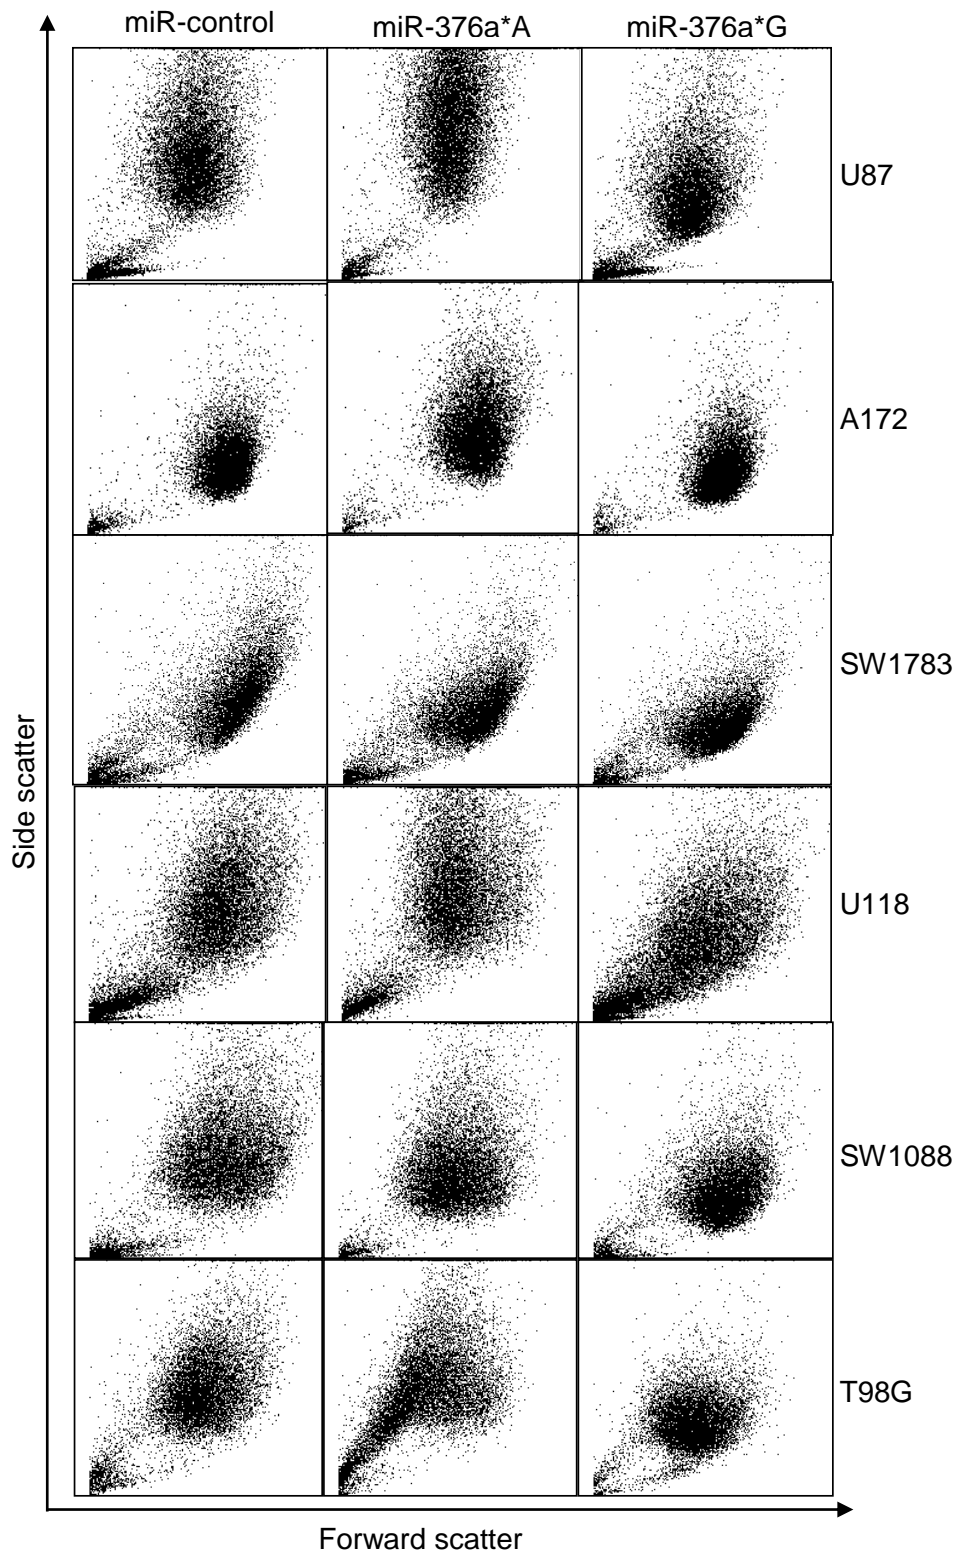 miR-control
miR-376a*A
miR-376a*G
U87
A172
SW1783
U118
SW1088
T98G
Side scatter
Forward scatter